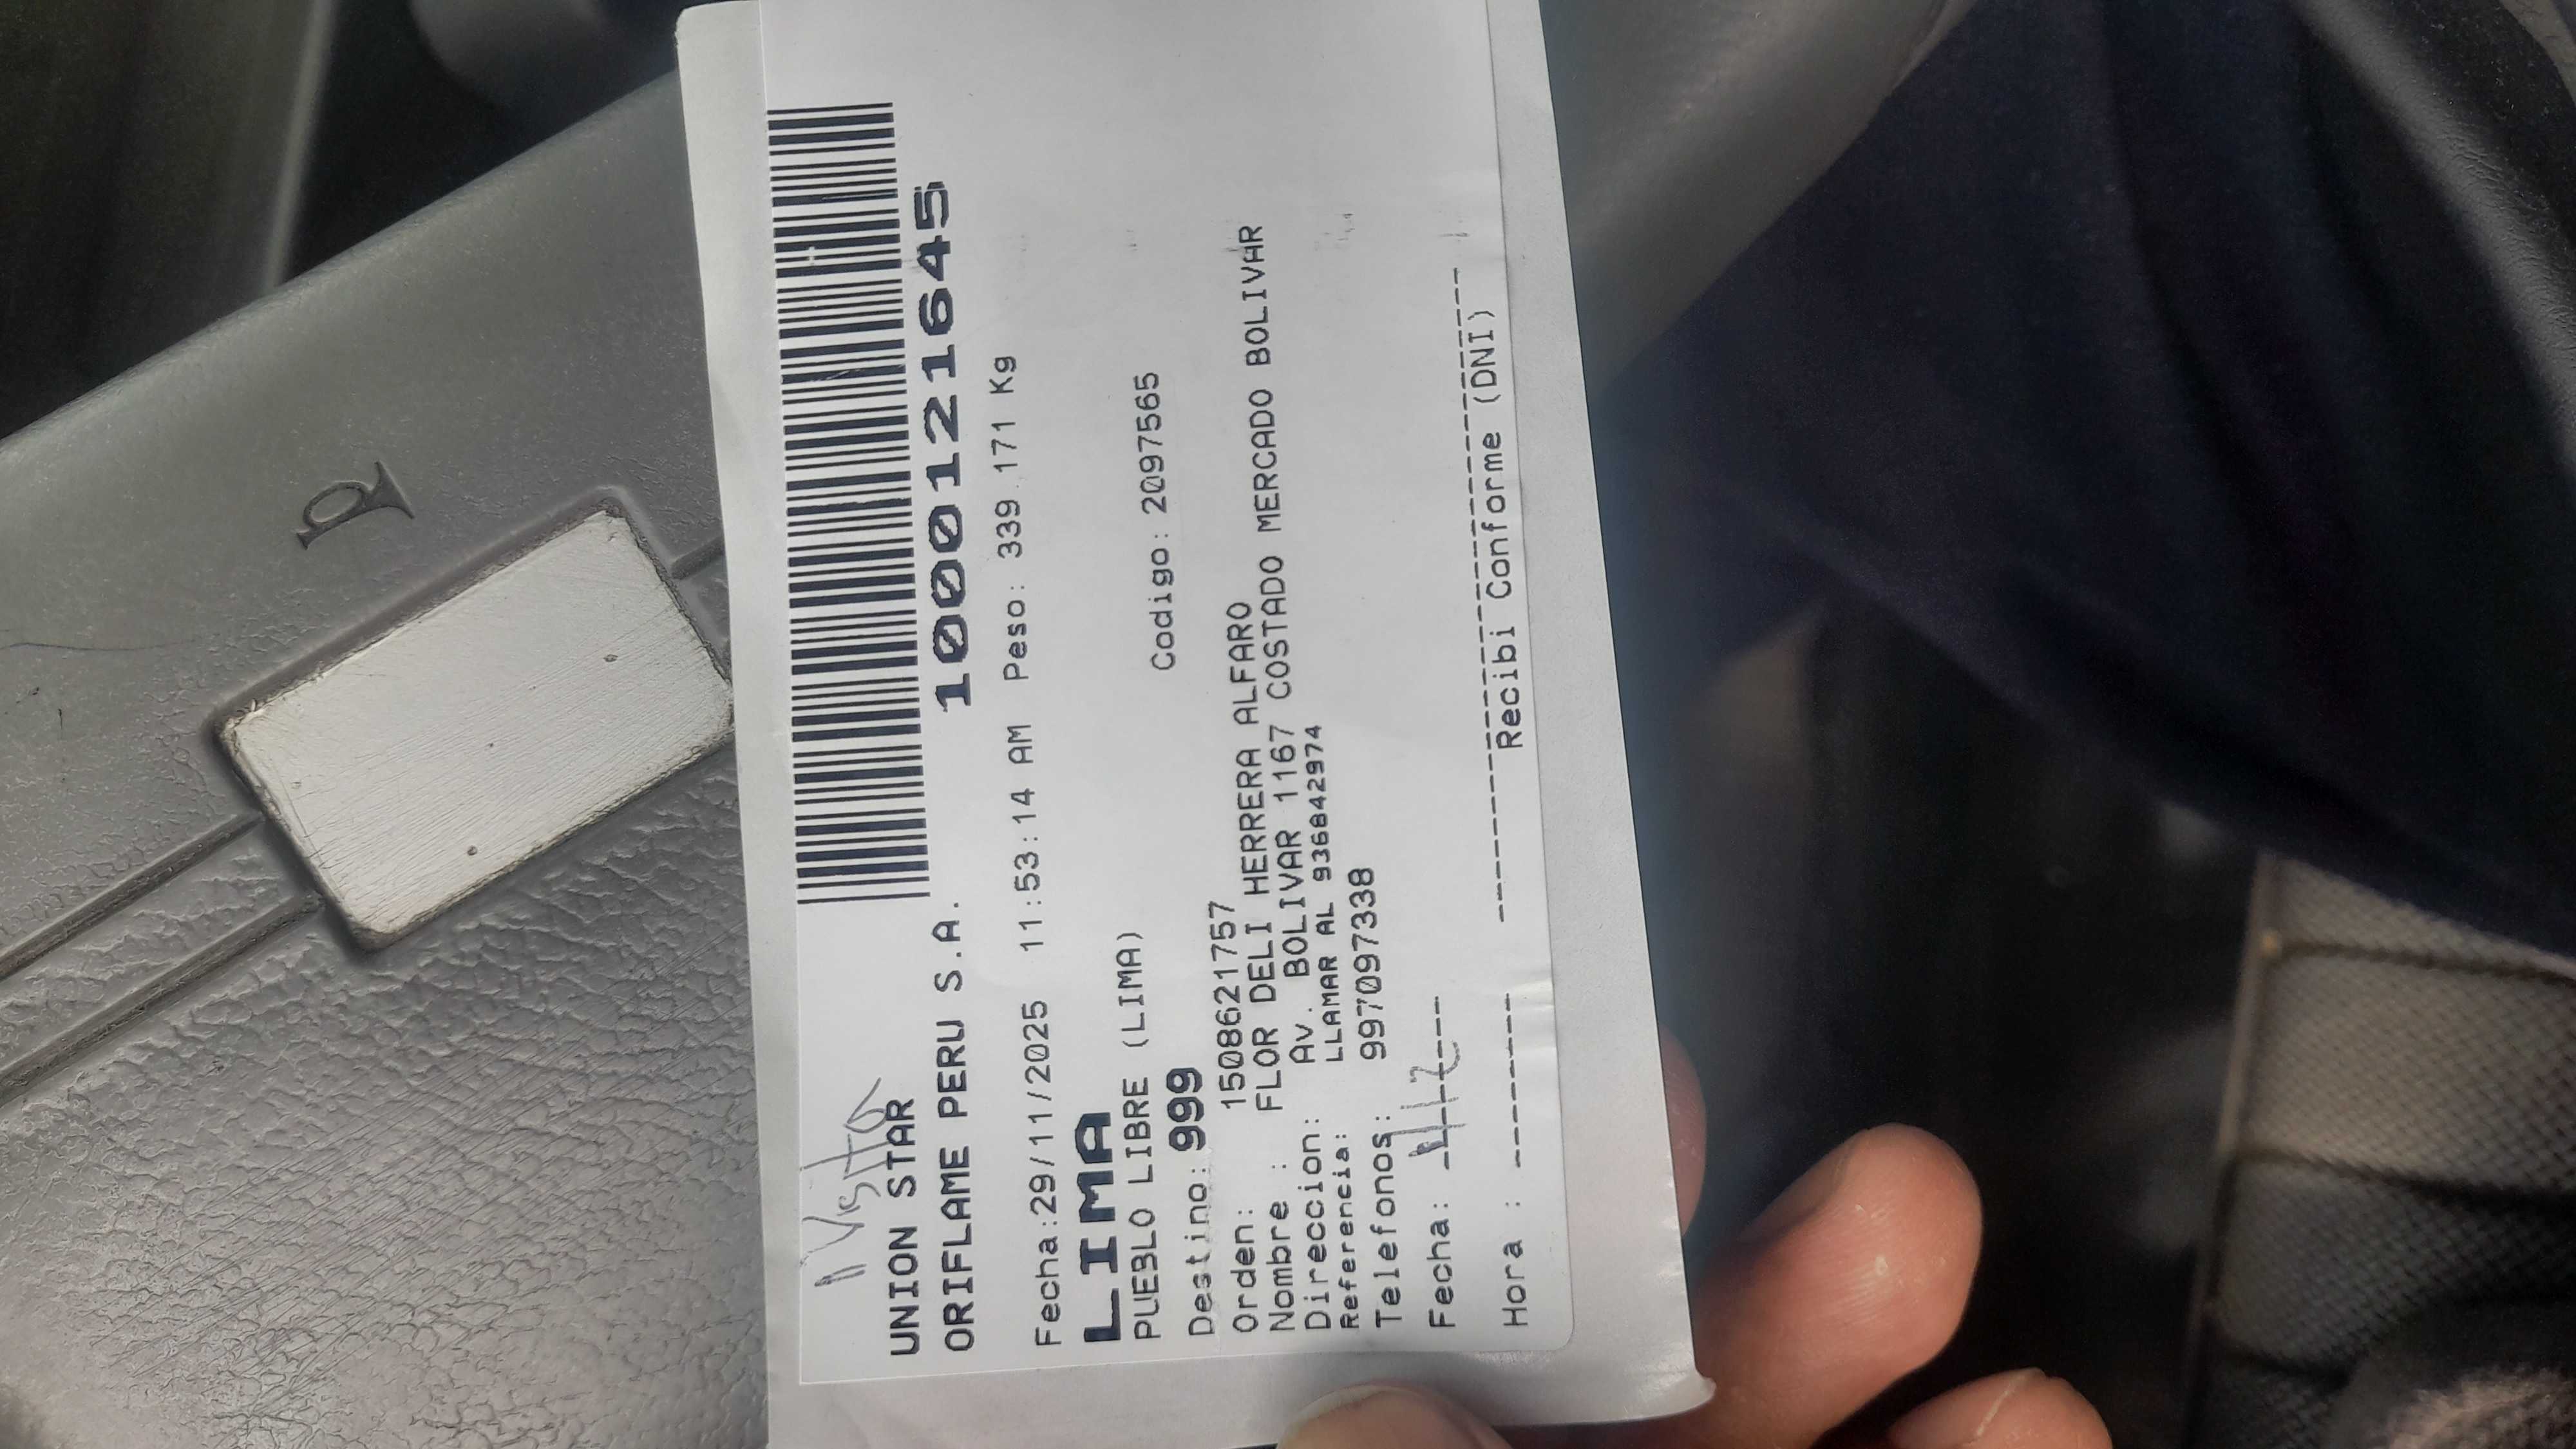 1 Visita
UNION STAR
ORIFLAME PERU S.A.
1000121645
Fecha:29/11/2025 11:53:14 AM Peso: 339.171 Kg
LIMA
PUEBLO LIBRE (LIMA)
Codigo: 2097565
Destino: 999
Orden: 1508621757
Nombre : FLOR DELI HERRERA ALFARO
Direccion: AV. BOLIVAR 1167 COSTADO MERCADO BOLIVAR
Referencia: LLAMAR AL 936842974
Telefonos: 997097338
Fecha:
Hora :
Recibi Conforme (DNI)